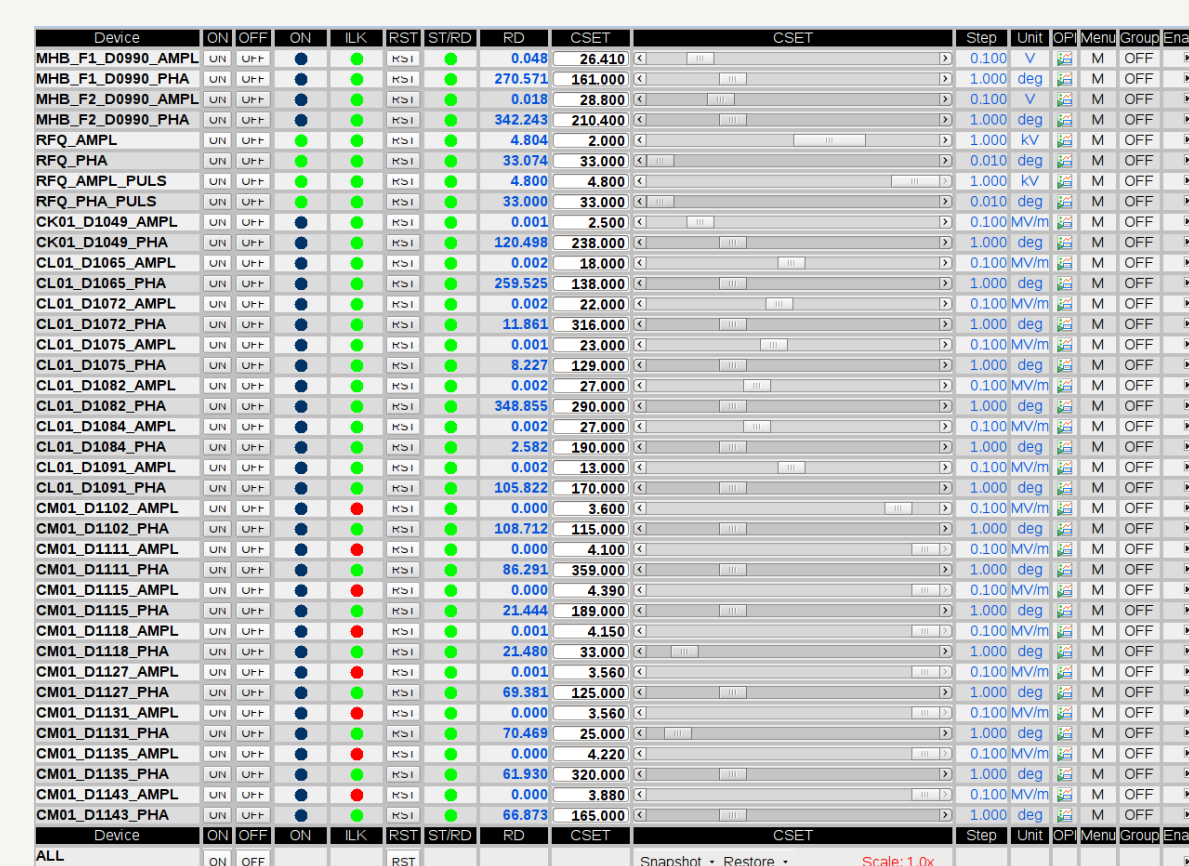 Device ON OFF ON ILK RST ST/RD RD CSET CSET Step Unit OPI Menu Group Ena
MHB_F1_D0990_AMPL ON OFF RST 0.048 26.410 0.100 V M OFF
MHB_F1_D0990_PHA ON OFF RST 270.571 161.000 1.000 deg M OFF
MHB_F2_D0990_AMPL ON OFF RST 0.018 28.800 0.100 V M OFF
MHB_F2_D0990_PHA ON OFF RST 342.243 210.400 1.000 deg M OFF
RFQ_AMPL ON OFF RST 4.804 2.000 1.000 kV M OFF
RFQ_PHA ON OFF RST 33.074 33.000 0.010 deg M OFF
RFQ_AMPL_PULS ON OFF RST 4.800 4.800 1.000 kV M OFF
RFQ_PHA_PULS ON OFF RST 33.000 33.000 0.010 deg M OFF
CK01_D1049_AMPL ON OFF RST 0.001 2.500 0.100 MV/m M OFF
CK01_D1049_PHA ON OFF RST 120.498 238.000 1.000 deg M OFF
CL01_D1065_AMPL ON OFF RST 0.002 18.000 0.100 MV/m M OFF
CL01_D1065_PHA ON OFF RST 259.525 138.000 1.000 deg M OFF
CL01_D1072_AMPL ON OFF RST 0.002 22.000 0.100 MV/m M OFF
CL01_D1072_PHA ON OFF RST 11.861 316.000 1.000 deg M OFF
CL01_D1075_AMPL ON OFF RST 0.001 23.000 0.100 MV/m M OFF
CL01_D1075_PHA ON OFF RST 8.227 129.000 1.000 deg M OFF
CL01_D1082_AMPL ON OFF RST 0.002 27.000 0.100 MV/m M OFF
CL01_D1082_PHA ON OFF RST 348.855 290.000 1.000 deg M OFF
CL01_D1084_AMPL ON OFF RST 0.002 27.000 0.100 MV/m M OFF
CL01_D1084_PHA ON OFF RST 2.582 190.000 1.000 deg M OFF
CL01_D1091_AMPL ON OFF RST 0.002 13.000 0.100 MV/m M OFF
CL01_D1091_PHA ON OFF RST 105.822 170.000 1.000 deg M OFF
CM01_D1102_AMPL ON OFF RST 0.000 3.600 0.100 MV/m M OFF
CM01_D1102_PHA ON OFF RST 108.712 115.000 1.000 deg M OFF
CM01_D1111_AMPL ON OFF RST 0.000 4.100 0.100 MV/m M OFF
CM01_D1111_PHA ON OFF RST 86.291 359.000 1.000 deg M OFF
CM01_D1115_AMPL ON OFF RST 0.000 4.390 0.100 MV/m M OFF
CM01_D1115_PHA ON OFF RST 21.444 189.000 1.000 deg M OFF
CM01_D1118_AMPL ON OFF RST 0.001 4.150 0.100 MV/m M OFF
CM01_D1118_PHA ON OFF RST 21.480 33.000 1.000 deg M OFF
CM01_D1127_AMPL ON OFF RST 0.001 3.560 0.100 MV/m M OFF
CM01_D1127_PHA ON OFF RST 69.381 125.000 1.000 deg M OFF
CM01_D1131_AMPL ON OFF RST 0.000 3.560 0.100 MV/m M OFF
CM01_D1131_PHA ON OFF RST 70.469 25.000 1.000 deg M OFF
CM01_D1135_AMPL ON OFF RST 0.000 4.220 0.100 MV/m M OFF
CM01_D1135_PHA ON OFF RST 61.930 320.000 1.000 deg M OFF
CM01_D1143_AMPL ON OFF RST 0.000 3.880 0.100 MV/m M OFF
CM01_D1143_PHA ON OFF RST 66.873 165.000 1.000 deg M OFF
Device ON OFF ON ILK RST ST/RD RD CSET CSET Step Unit OPI Menu Group Ena
ALL ON OFF RST Snapshot Restore Scale: 1.0x